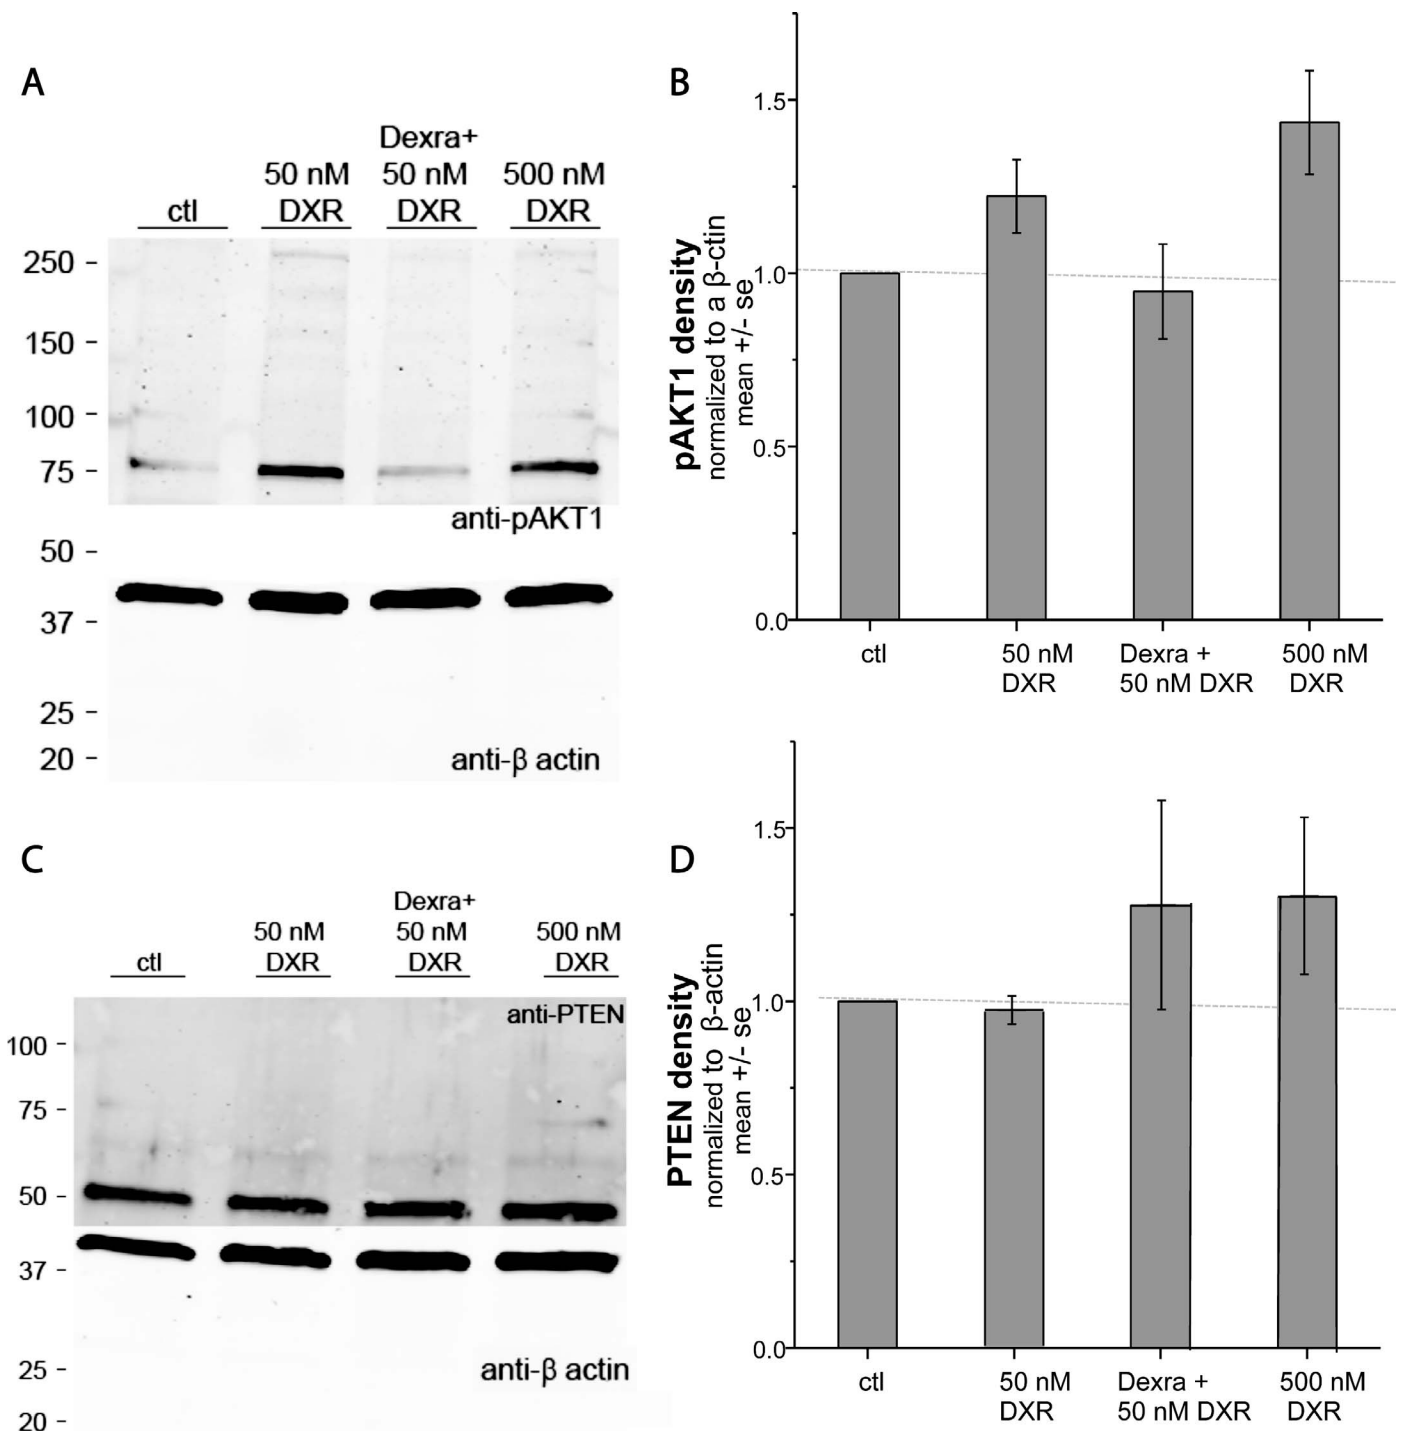 A
Dexra+
50 nM 50 nM 500 nM
ctl DXR DXR DXR
250 -
150 -
100 -
75 -
anti-pAKT1
50 -
37 -
25 -
20 -
anti-β actin
B
pAKT1 density
normalized to a β-ctin
mean +/- se
1.5
1.0
0.5
0.0
ctl
50 nM
DXR
Dexra +
50 nM DXR
500 nM
DXR
C
Dexra+
50 nM 50 nM 500 nM
ctl DXR DXR DXR
anti-PTEN
100 -
75 -
50 -
37 -
25 -
anti-β actin
20 -
D
PTEN density
normalized to β-actin
mean +/- se
1.5
1.0
0.5
0.0
ctl
50 nM
DXR
Dexra +
50 nM DXR
500 nM
DXR